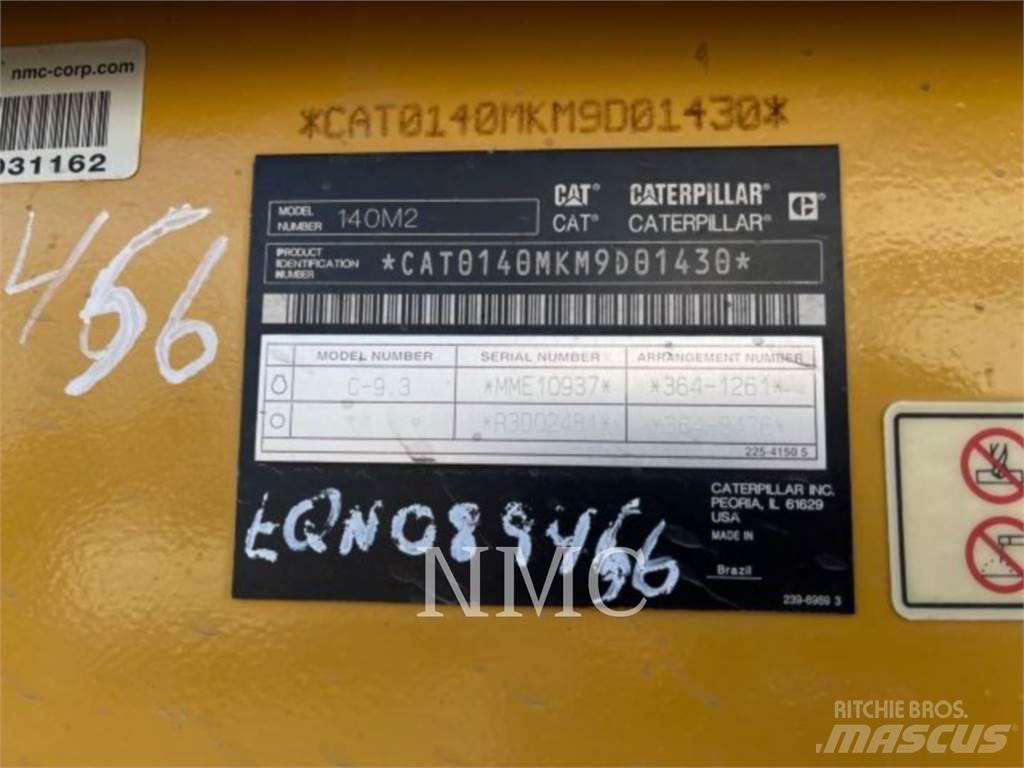 nmc-corp.com
031162
*CAT0140MKM9D01430*
466
CAT® CATERPILLAR®
CAT® CATERPILLAR®
MODEL NUMBER 140M2
PRODUCT IDENTIFICATION NUMBER *CAT0140MKM9D01430*
MODEL NUMBER SERIAL NUMBER ARRANGEMENT NUMBER
C-9.3 *MME10937* *364-1261*
*R3D02481*
225-4150 5
CATERPILLAR INC.
PEORIA, IL 61629
USA
MADE IN
Brazil
239-6989 3
EQN089466
NMC
RITCHIE BROS.
MASCUS